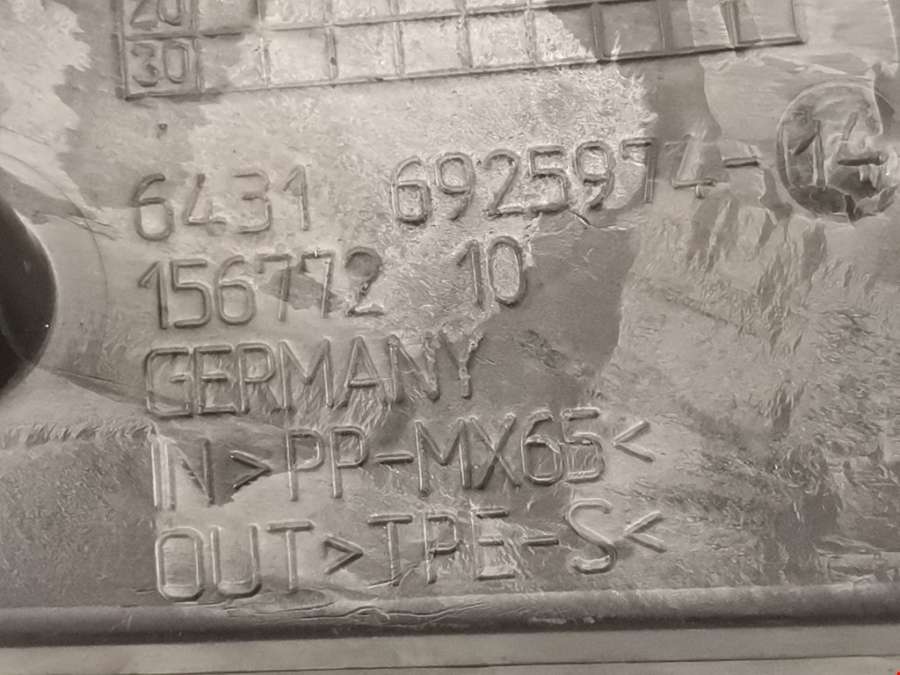 20
30
6431 6925974-14
156772 10
GERMANY
IN>PP-MX65<
OUT>TPE-S<